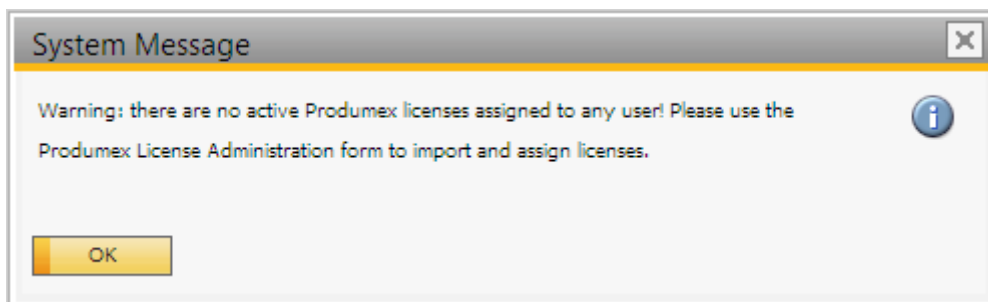 System Message
Warning: there are no active Produmex licenses assigned to any user! Please use the
Produmex License Administration form to import and assign licenses.
OK